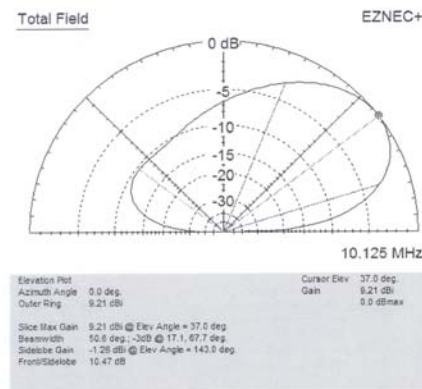 Total Field
EZNEC+
0 dB
-5
-10
-15
-20
-30
10.125 MHz
Elevation Plot
Azimuth Angle 0.0 deg.
Outer Ring 9.21 dBi
Cursor Elev 37.0 deg.
Gain 9.21 dBi
0.0 dBmax
Slice Max Gain 9.21 dBi @ Elev Angle = 37.0 deg.
Beamwidth 50.6 deg.; -3dB @ 17.1, 67.7 deg.
Sidelobe Gain -1.26 dBi @ Elev Angle = 143.0 deg.
Front/Sidelobe 10.47 dB